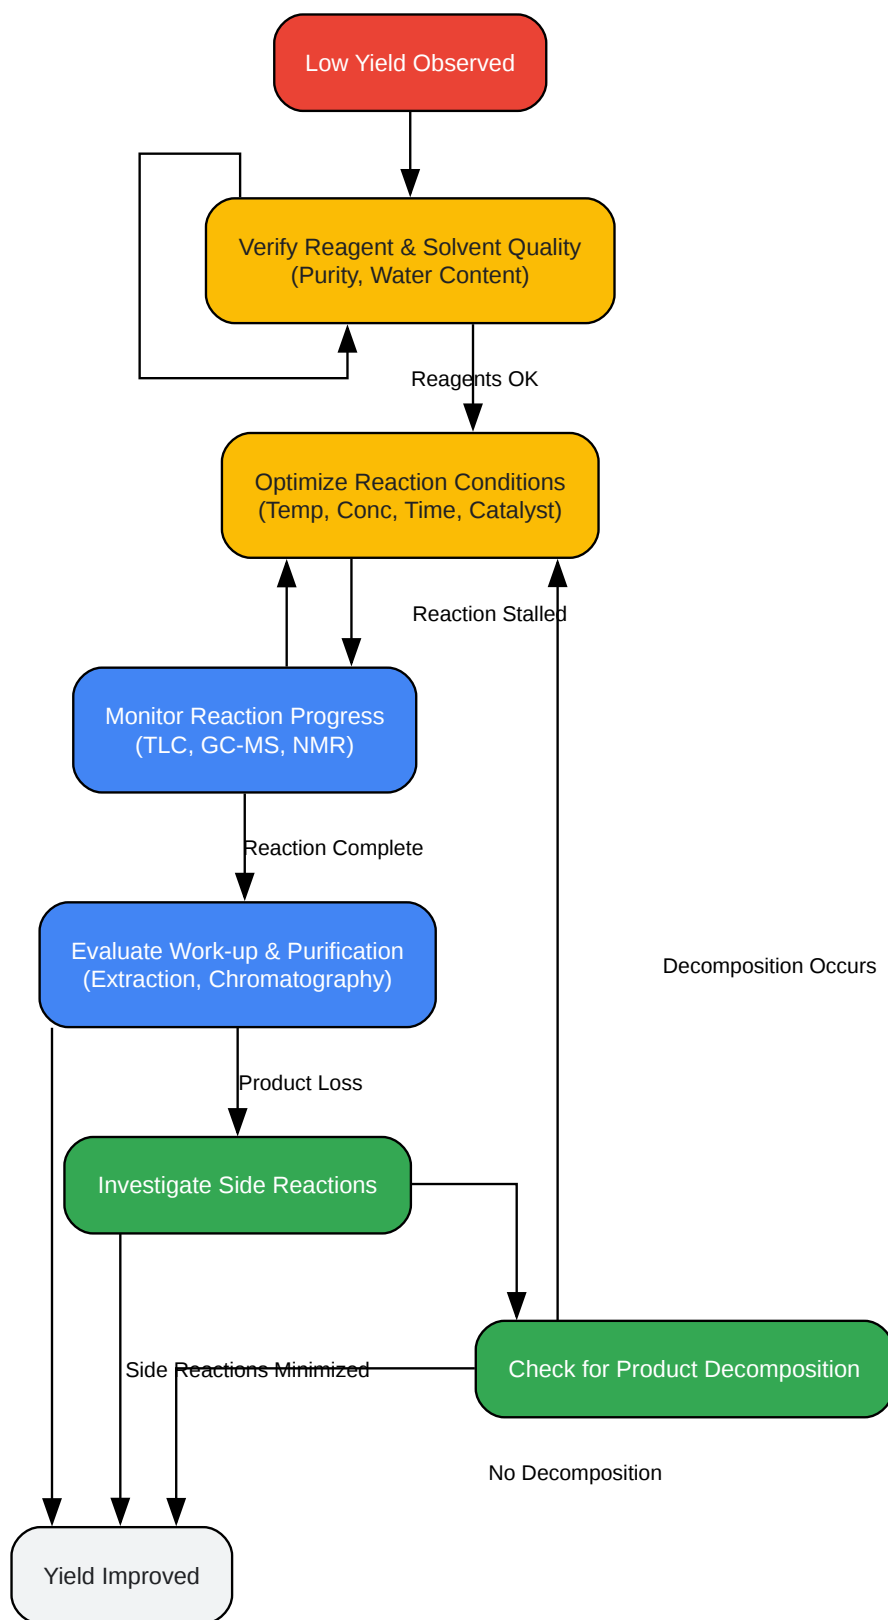 Low Yield Observed
Verify Reagent & Solvent Quality
(Purity, Water Content)
Reagents OK
Optimize Reaction Conditions
(Temp, Conc, Time, Catalyst)
Reaction Stalled
Monitor Reaction Progress
(TLC, GC-MS, NMR)
Reaction Complete
Evaluate Work-up & Purification
(Extraction, Chromatography)
Decomposition Occurs
Product Loss
Investigate Side Reactions
Side Reactions Minimized
Check for Product Decomposition
No Decomposition
Yield Improved